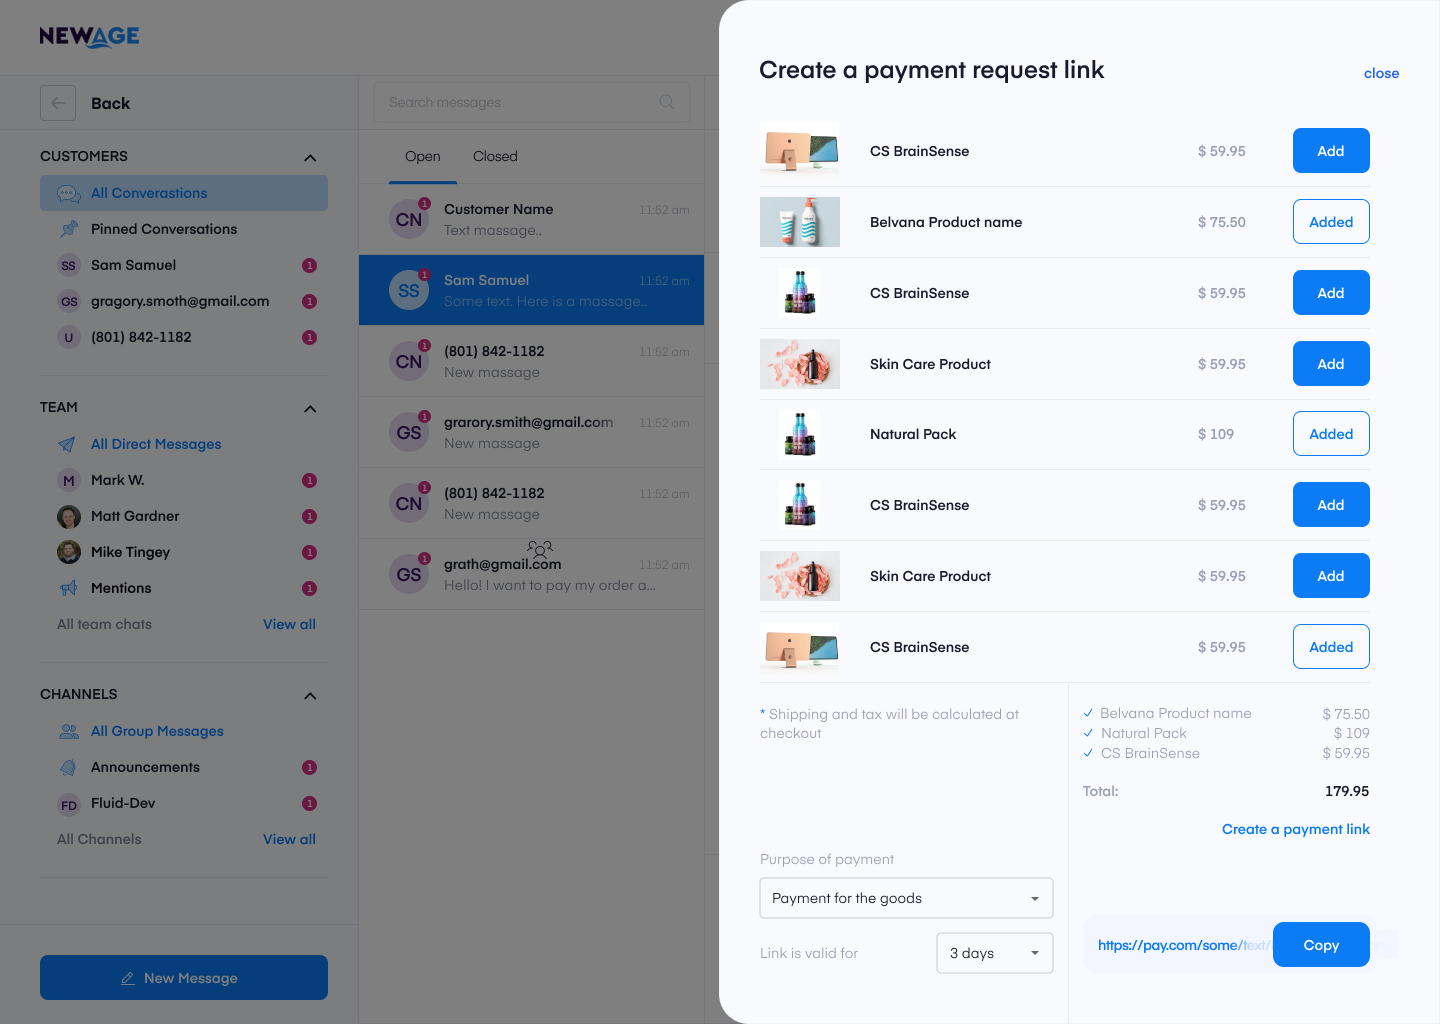 NEWAGE
Back
CUSTOMERS
All Converastions
Pinned Conversations
SS Sam Samuel 1
GS gragory.smoth@gmail.com 1
U (801) 842-1182 1
TEAM
All Direct Messages
M Mark W. 1
Matt Gardner 1
Mike Tingey 1
Mentions 1
All team chats View all
CHANNELS
All Group Messages
Announcements 1
FD Fluid-Dev 1
All Channels View all
New Message
Search messages
Open Closed
CN 1 Customer Name 11:52 am
Text massage..
SS 1 Sam Samuel 11:52 am
Some text. Here is a massage..
CN 1 (801) 842-1182 11:52 am
New massage
GS 1 grarory.smith@gmail.com 11:52 am
New massage
CN 1 (801) 842-1182 11:52 am
New massage
GS 1 grath@gmail.com 11:52 am
Hello! I want to pay my order a...
Create a payment request link
close
CS BrainSense $ 59.95 Add
Belvana Product name $ 75.50 Added
CS BrainSense $ 59.95 Add
Skin Care Product $ 59.95 Add
Natural Pack $ 109 Added
CS BrainSense $ 59.95 Add
Skin Care Product $ 59.95 Add
CS BrainSense $ 59.95 Added
* Shipping and tax will be calculated at
checkout
Purpose of payment
Payment for the goods
Link is valid for 3 days
Belvana Product name $ 75.50
Natural Pack $ 109
CS BrainSense $ 59.95
Total: 179.95
Create a payment link
https://pay.com/some/text/ Copy